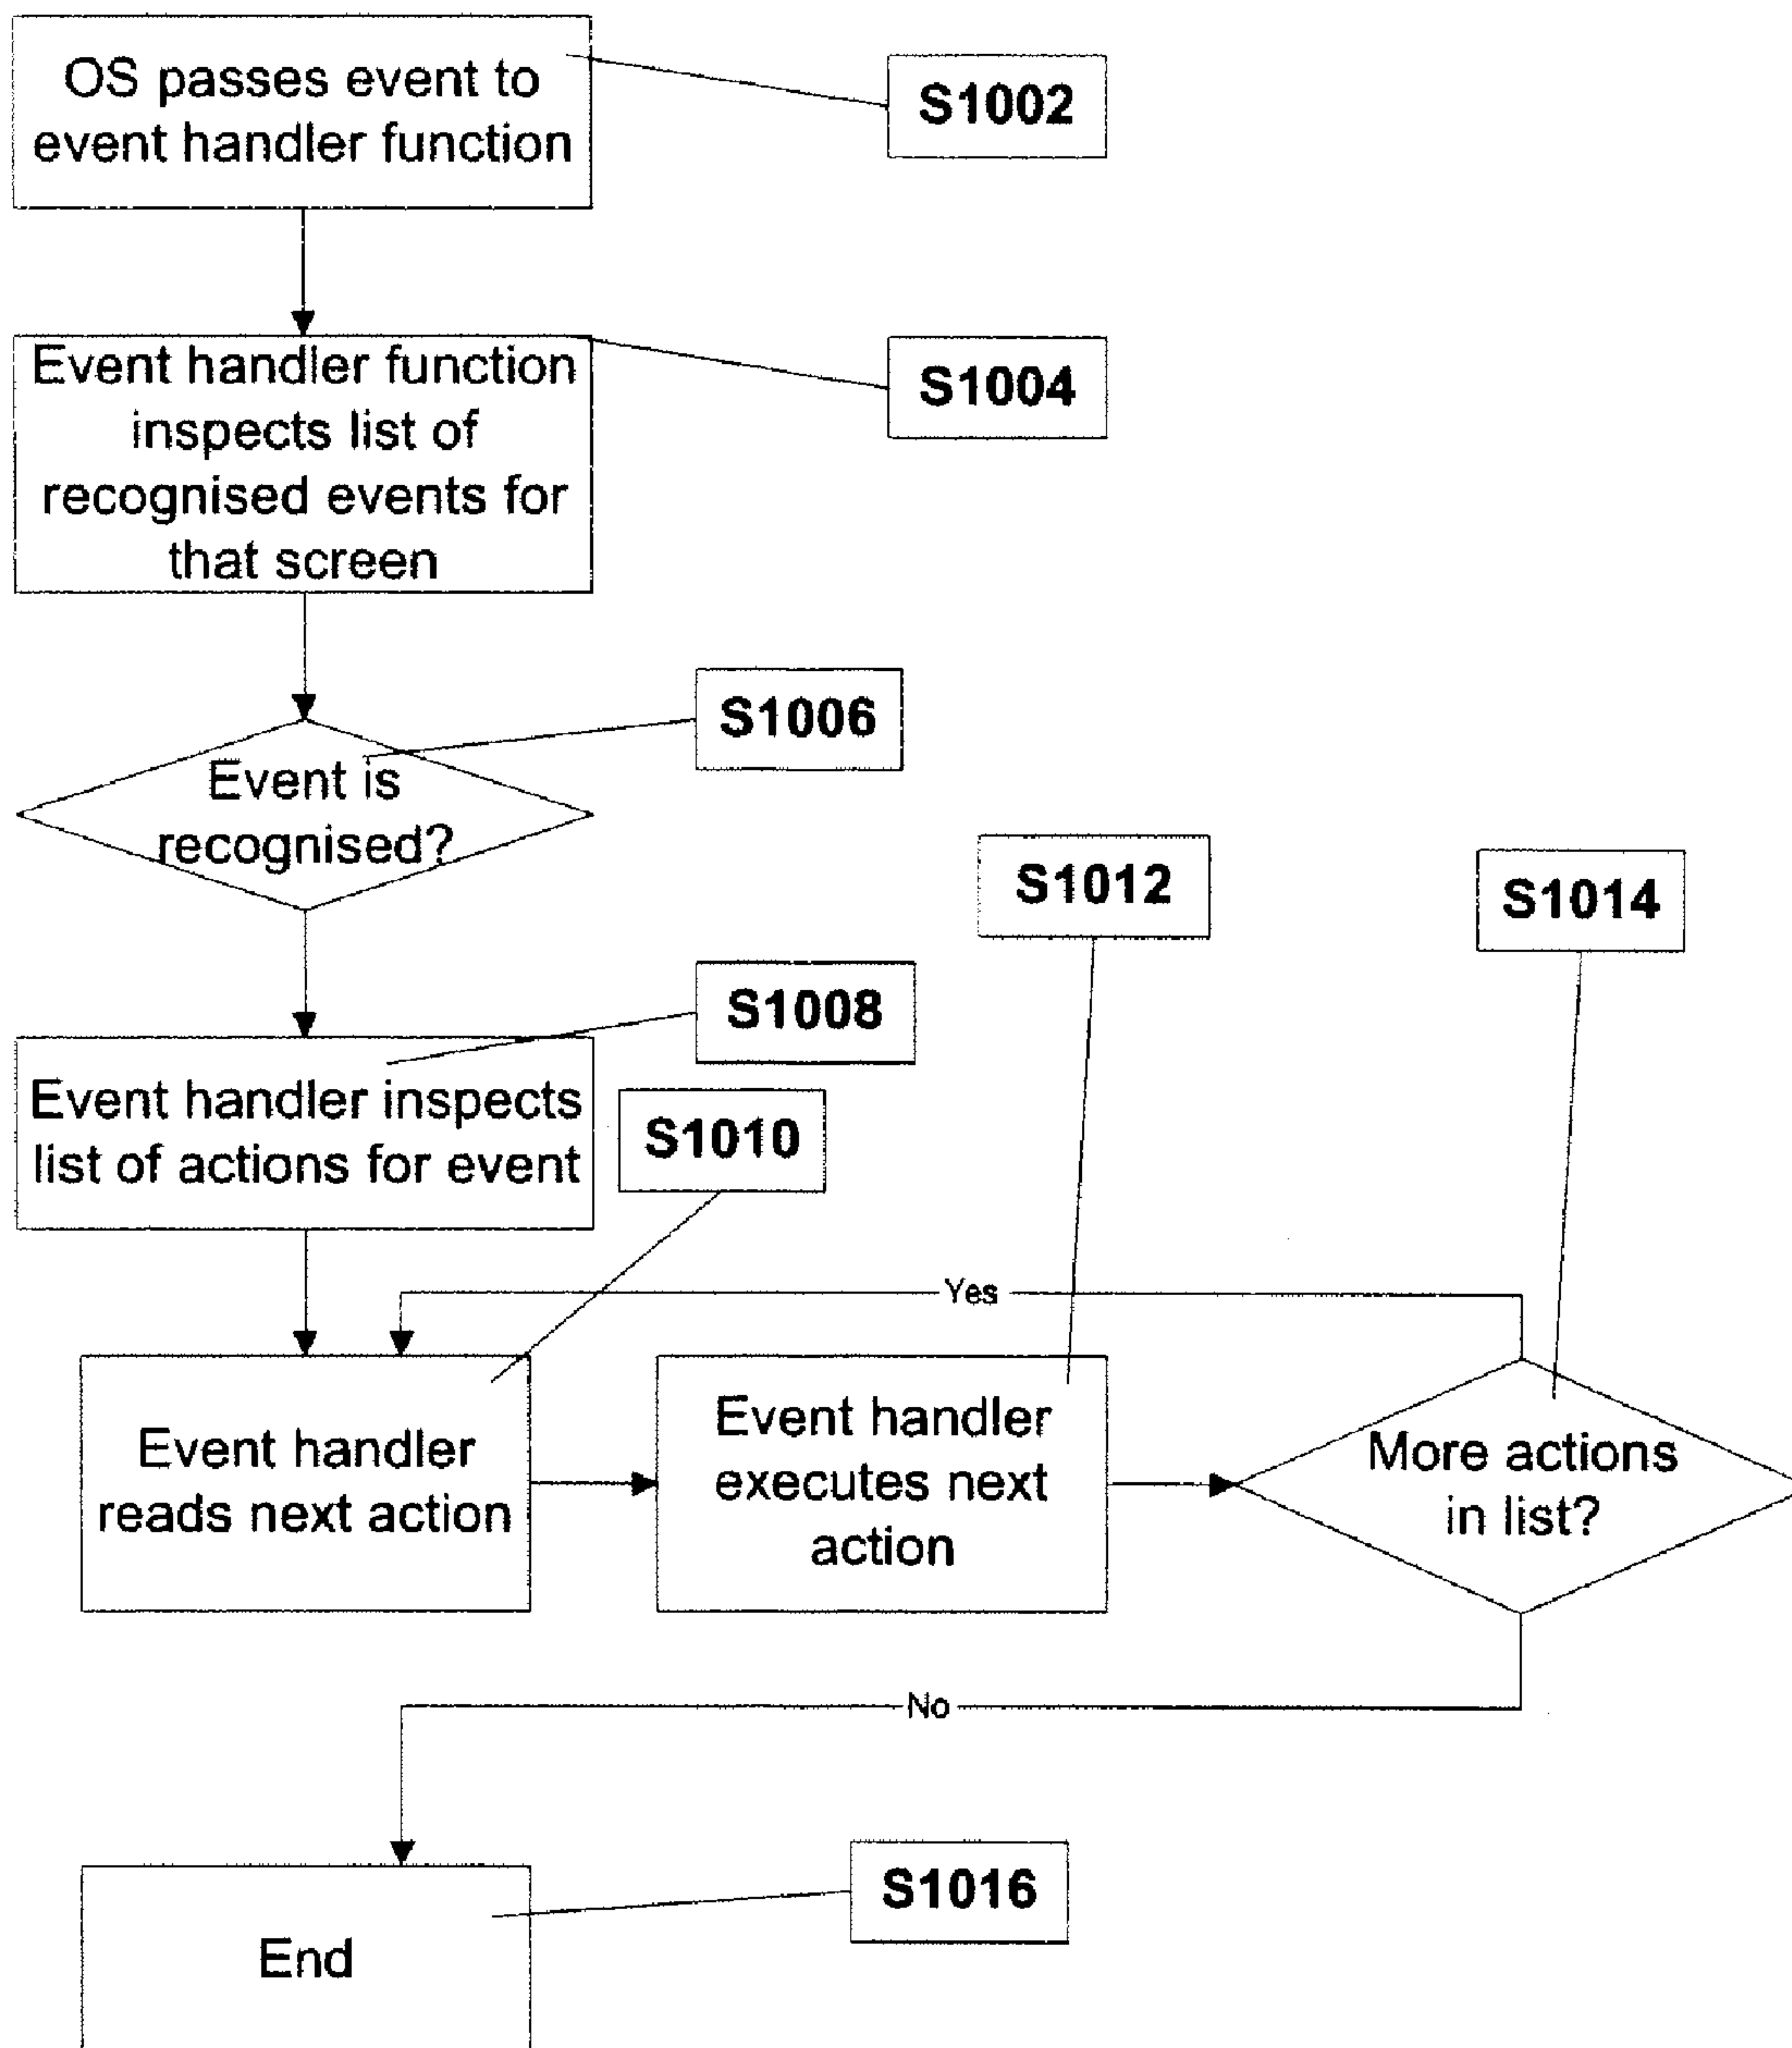 OS passes event to
event handler function
S1002
Event handler function
inspects list of
recognised events for
that screen
S1004
Event is
recognised?
S1006
S1012
S1014
S1008
Event handler inspects
list of actions for event
S1010
Yes
Event handler
reads next action
Event handler
executes next
action
More actions
in list?
No
S1016
End